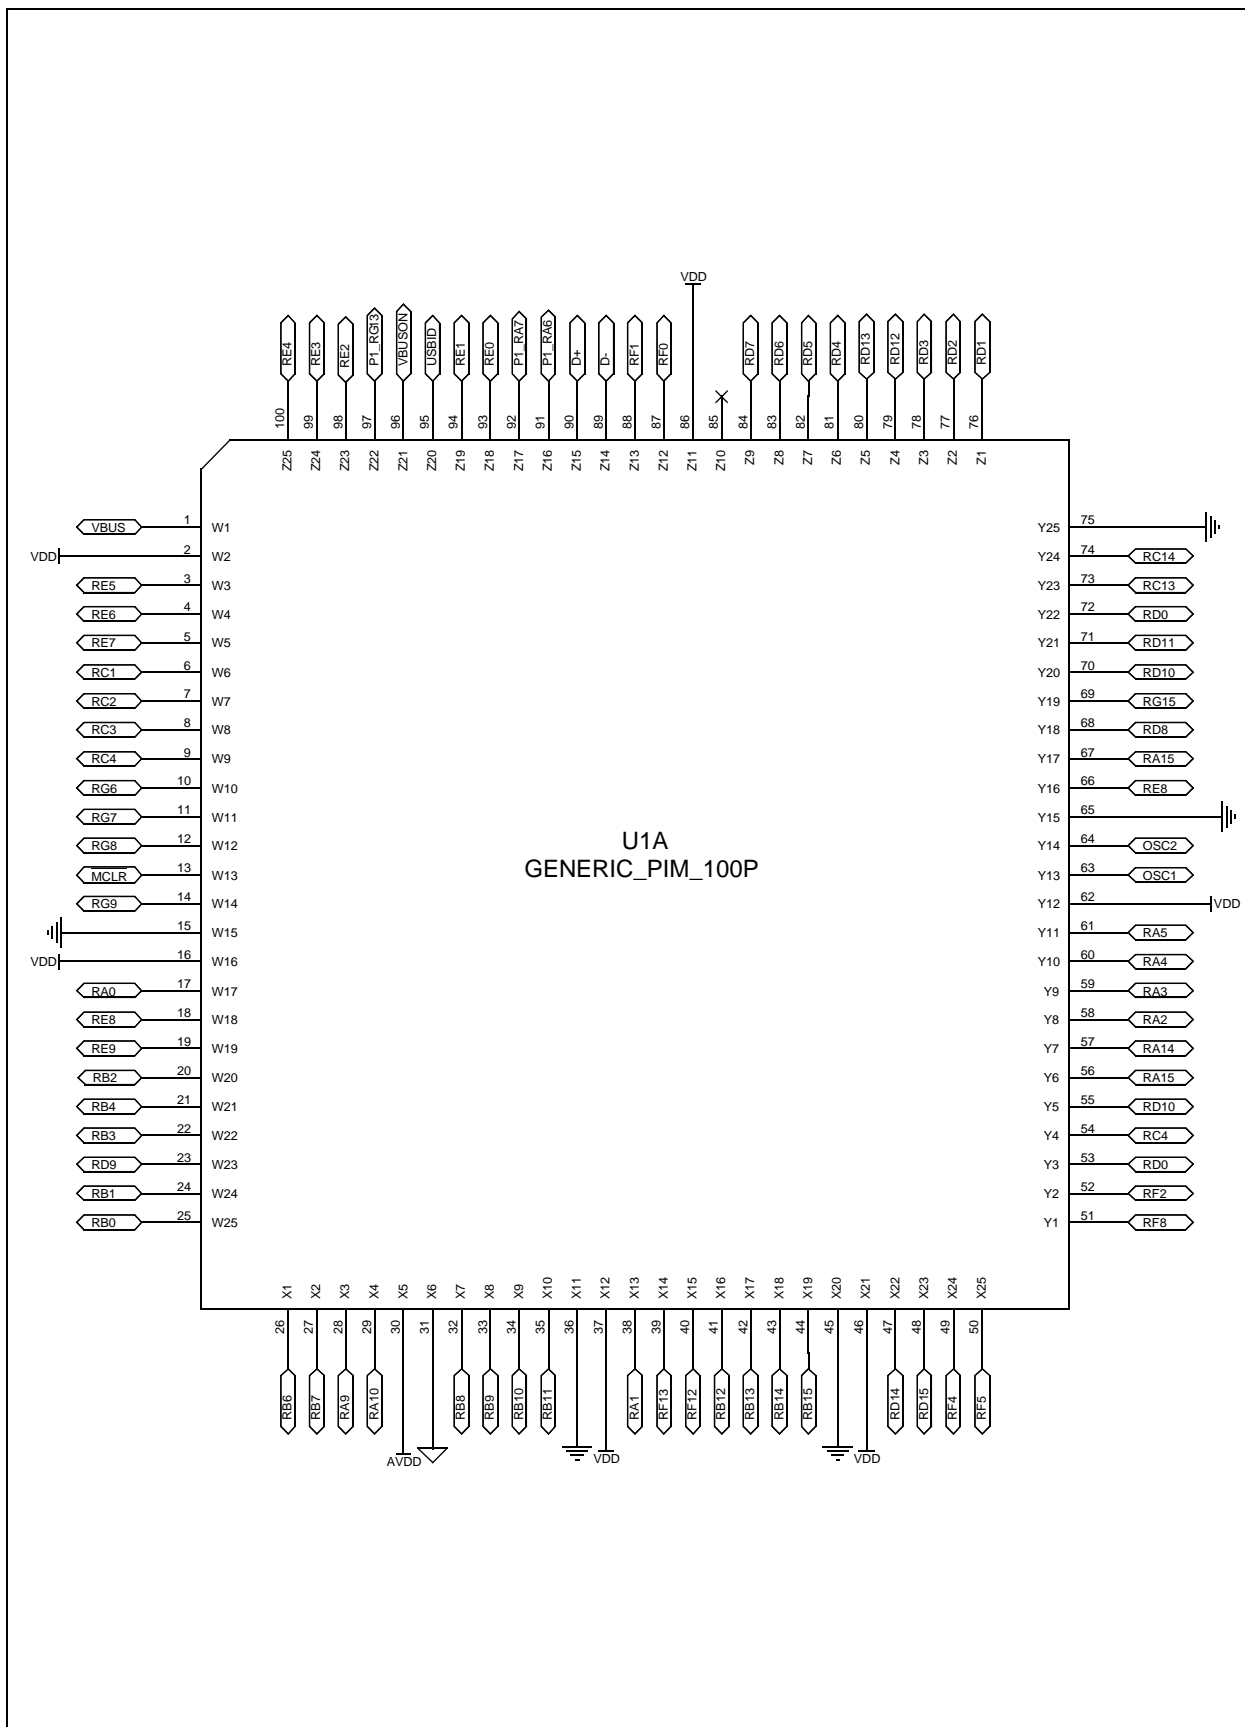 VDD
RE4 RE3 RE2 P1_RG13 VBUSON USBID RE1 RE0 P1_RA7 P1_RA6 D+ D- RF1 RF0 RD7 RD6 RD5 RD4 RD13 RD12 RD3 RD2 RD1
100 99 98 97 96 95 94 93 92 91 90 89 88 87 86 85 84 83 82 81 80 79 78 77 76
Z25 Z24 Z23 Z22 Z21 Z20 Z19 Z18 Z17 Z16 Z15 Z14 Z13 Z12 Z11 Z10 Z9 Z8 Z7 Z6 Z5 Z4 Z3 Z2 Z1
VBUS 1 W1 Y25 75
VDD 2 W2 Y24 74 RC14
RE5 3 W3 Y23 73 RC13
RE6 4 W4 Y22 72 RD0
RE7 5 W5 Y21 71 RD11
RC1 6 W6 Y20 70 RD10
RC2 7 W7 Y19 69 RG15
RC3 8 W8 Y18 68 RD8
RC4 9 W9 Y17 67 RA15
RG6 10 W10 Y16 66 RE8
RG7 11 W11 Y15 65
U1A
RG8 12 W12 Y14 64 OSC2
GENERIC_PIM_100P
MCLR 13 W13 Y13 63 OSC1
RG9 14 W14 Y12 62 VDD
15 W15 Y11 61 RA5
VDD 16 W16 Y10 60 RA4
RA0 17 W17 Y9 59 RA3
RE8 18 W18 Y8 58 RA2
RE9 19 W19 Y7 57 RA14
RB2 20 W20 Y6 56 RA15
RB4 21 W21 Y5 55 RD10
RB3 22 W22 Y4 54 RC4
RD9 23 W23 Y3 53 RD0
RB1 24 W24 Y2 52 RF2
RB0 25 W25 Y1 51 RF8
X1 X2 X3 X4 X5 X6 X7 X8 X9 X10 X11 X12 X13 X14 X15 X16 X17 X18 X19 X20 X21 X22 X23 X24 X25
26 27 28 29 30 31 32 33 34 35 36 37 38 39 40 41 42 43 44 45 46 47 48 49 50
RB6 RB7 RA9 RA10 RB8 RB9 RB10 RB11 RA1 RF13 RF12 RB12 RB13 RB14 RB15 RD14 RD15 RF4 RF5
AVDD VDD VDD